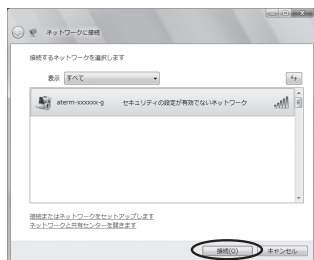 ネットワークに接続
接続するネットワークを選択します
表示 すべて
aterm-xxxxxx-g セキュリティの設定が有効でないネットワーク
接続またはネットワークをセットアップします
ネットワークと共有センターを開きます
接続(O) キャンセル